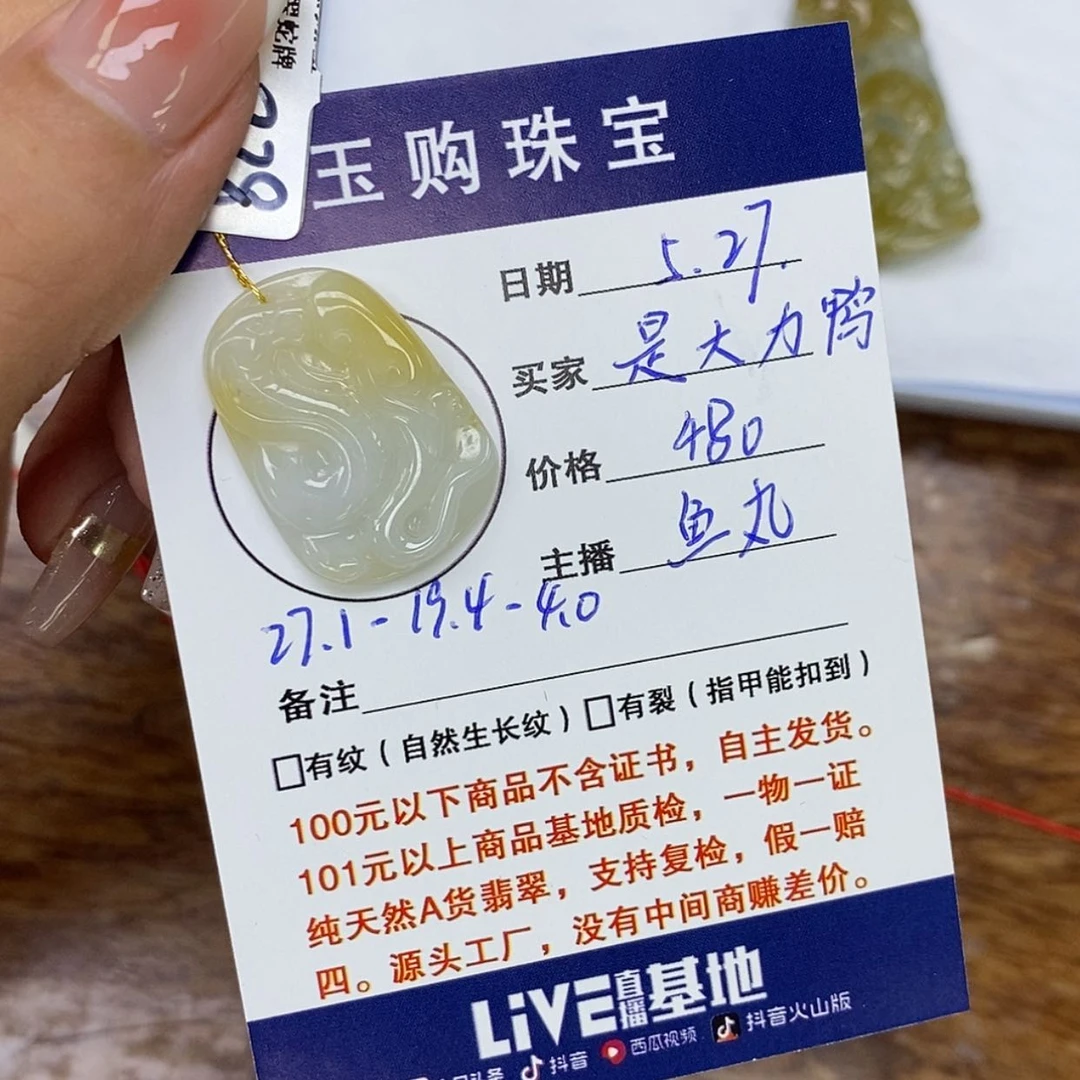 蛇牌
028
玉购珠宝
日期 5.27.
买家 是大力鸭
价格 480
主播 鱼丸
27.1-19.4-4.0
备注
□有纹（自然生长纹）□有裂（指甲能扣到）
100元以下商品不含证书，自主发货。
101元以上商品基地质检，一物一证
纯天然A货翡翠，支持复检，假一赔
四。源头工厂，没有中间商赚差价。
LiVE直播基地
头条 抖音 西瓜视频 抖音火山版